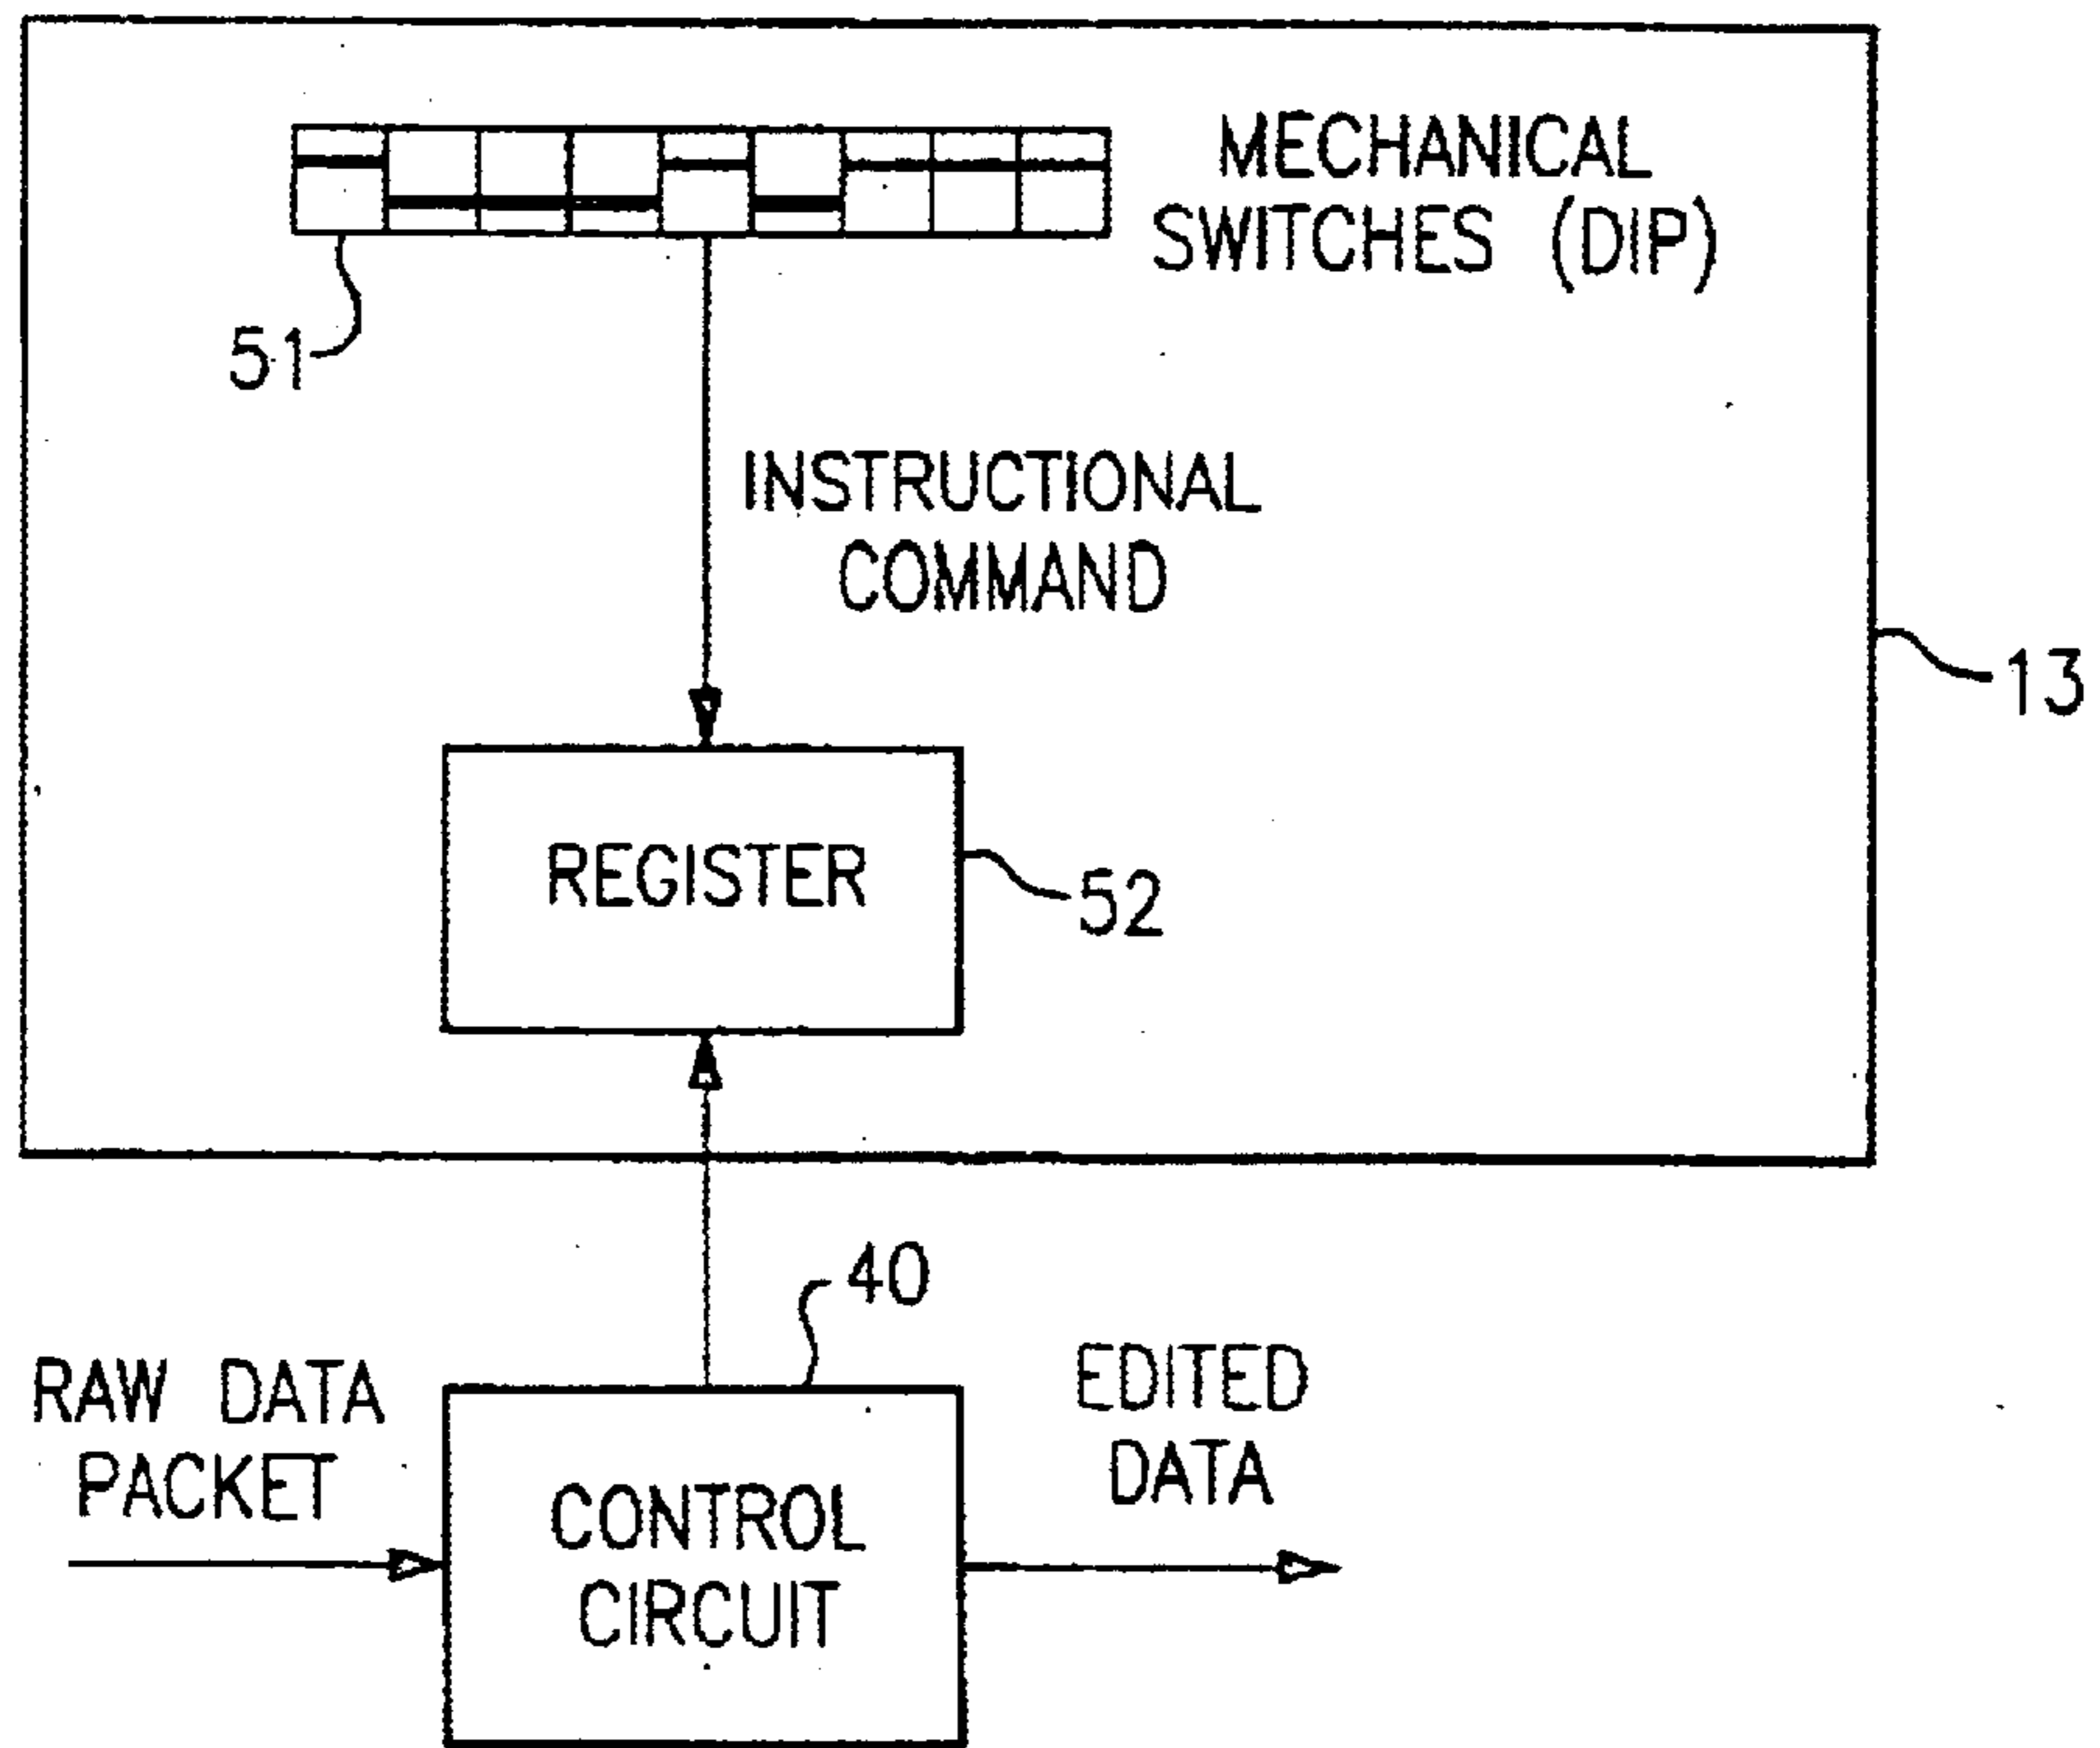 MECHANICAL
SWITCHES (DIP)
51
INSTRUCTIONAL
COMMAND
13
REGISTER
52
40
RAW DATA
PACKET
EDITED
DATA
CONTROL
CIRCUIT